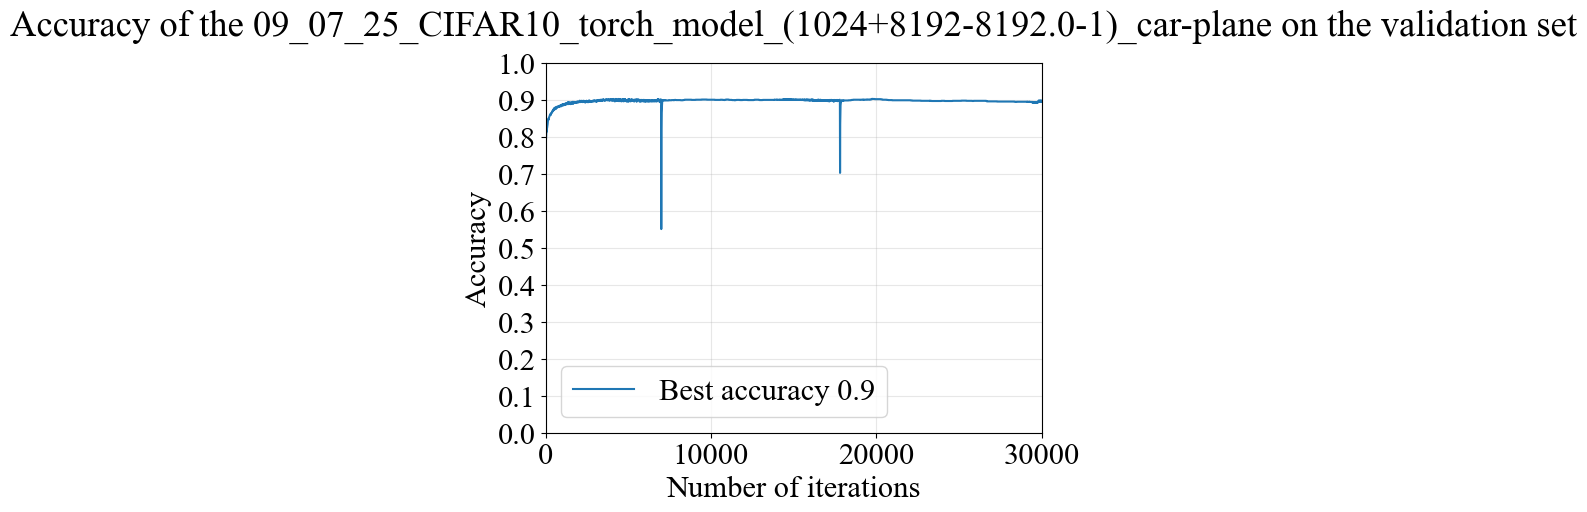 Accuracy of the 09_07_25_CIFAR10_torch_model_(1024+8192-8192.0-1)_car-plane on the validation set
1.0
0.9
0.8
0.7
0.6
0.5
0.4
0.3
0.2
0.1
0.0
Accuracy
Best accuracy 0.9
0 10000 20000 30000
Number of iterations